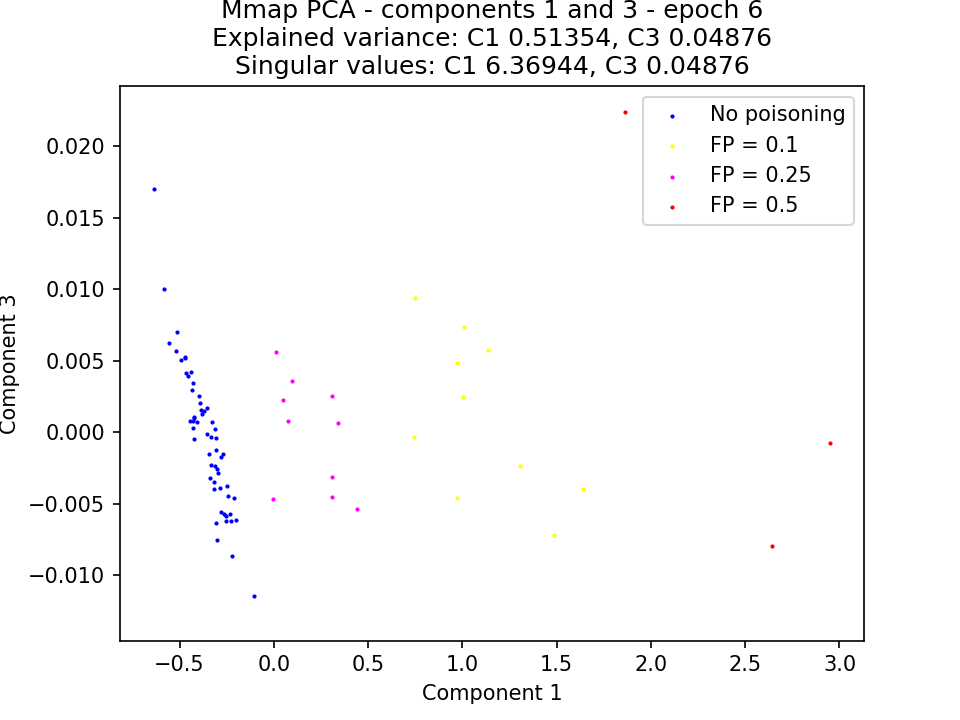 Mmap PCA - components 1 and 3 - epoch 6
Explained variance: C1 0.51354, C3 0.04876
Singular values: C1 6.36944, C3 0.04876
No poisoning
FP = 0.1
FP = 0.25
FP = 0.5
0.020
0.015
0.010
0.005
0.000
−0.005
−0.010
Component 3
−0.5 0.0 0.5 1.0 1.5 2.0 2.5 3.0
Component 1